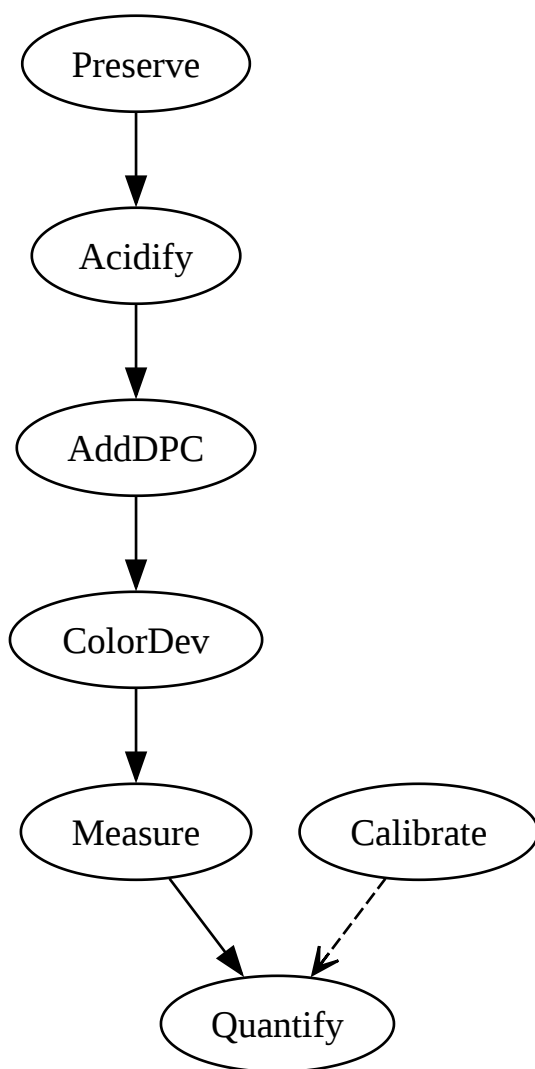 Preserve
Acidify
AddDPC
ColorDev
Measure
Calibrate
Quantify